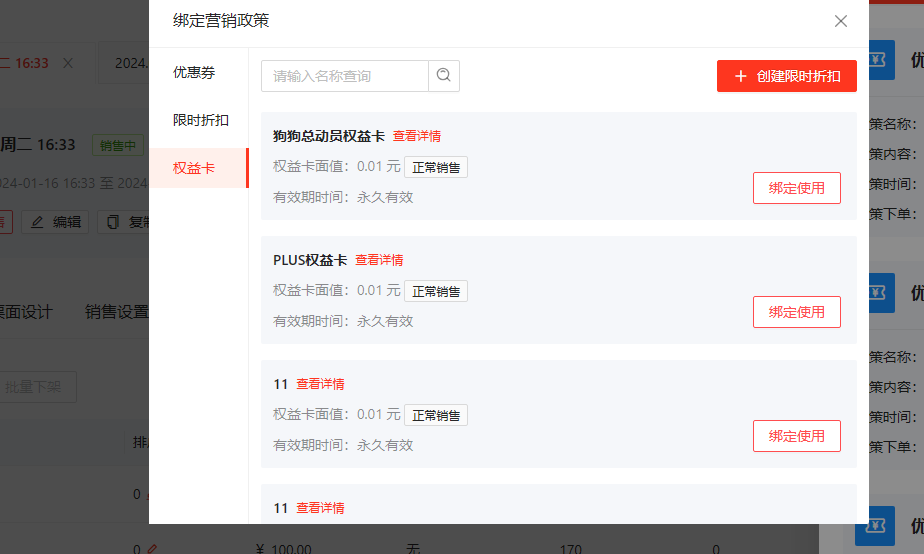 绑定营销政策
二 16:33
2024.
优惠券
限时折扣
权益卡
请输入名称查询
创建限时折扣
狗狗总动员权益卡 查看详情
权益卡面值：0.01 元 正常销售
有效期时间：永久有效
绑定使用
PLUS权益卡 查看详情
权益卡面值：0.01 元 正常销售
有效期时间：永久有效
绑定使用
11 查看详情
权益卡面值：0.01 元 正常销售
有效期时间：永久有效
绑定使用
11 查看详情
周二 16:33 销售中
024-01-16 16:33 至 2024
售 编辑 复制
桌面设计 销售设置
批量下架
排
0
0 ¥ 100.00 无 170 0
优
策名称：
策内容：
策时间：
策下单：
优
策名称：
策内容：
策时间：
策下单：
优